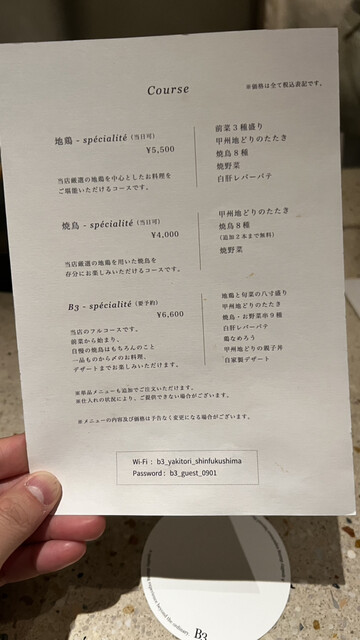 Course
※価格は全て税込表記です。
地鶏 - spécialité (当日可)
¥5,500
当店厳選の地鶏を中心としたお料理を
ご堪能いただけるコースです。
前菜３種盛り
甲州地どりのたたき
焼鳥８種
焼野菜
白肝レバーパテ
焼鳥 - spécialité (当日可)
¥4,000
当店厳選の地鶏を用いた焼鳥を
存分にお楽しみいただけるコースです。
甲州地どりのたたき
焼鳥８種
(追加２本まで無料)
焼野菜
B3 - spécialité (要予約)
¥6,600
当店のフルコースです。
前菜から始まり、
自慢の焼鳥はもちろんのこと
一品ものから〆のお料理、
デザートまでお楽しみいただけます。
地鶏と旬菜の八寸盛り
甲州地どりのたたき
焼鳥・お野菜串９種
白肝レバーパテ
鶏なめろう
甲州地どりの親子丼
自家製デザート
※単品メニューも追加でご注文いただけます。
※仕入れの状況により、ご提供できない場合がございます。
※メニューの内容及び価格は予告なく変更になる場合がございます。
Wi-Fi : b3_yakitori_shinfukushima
Password : b3_guest_0901
B3